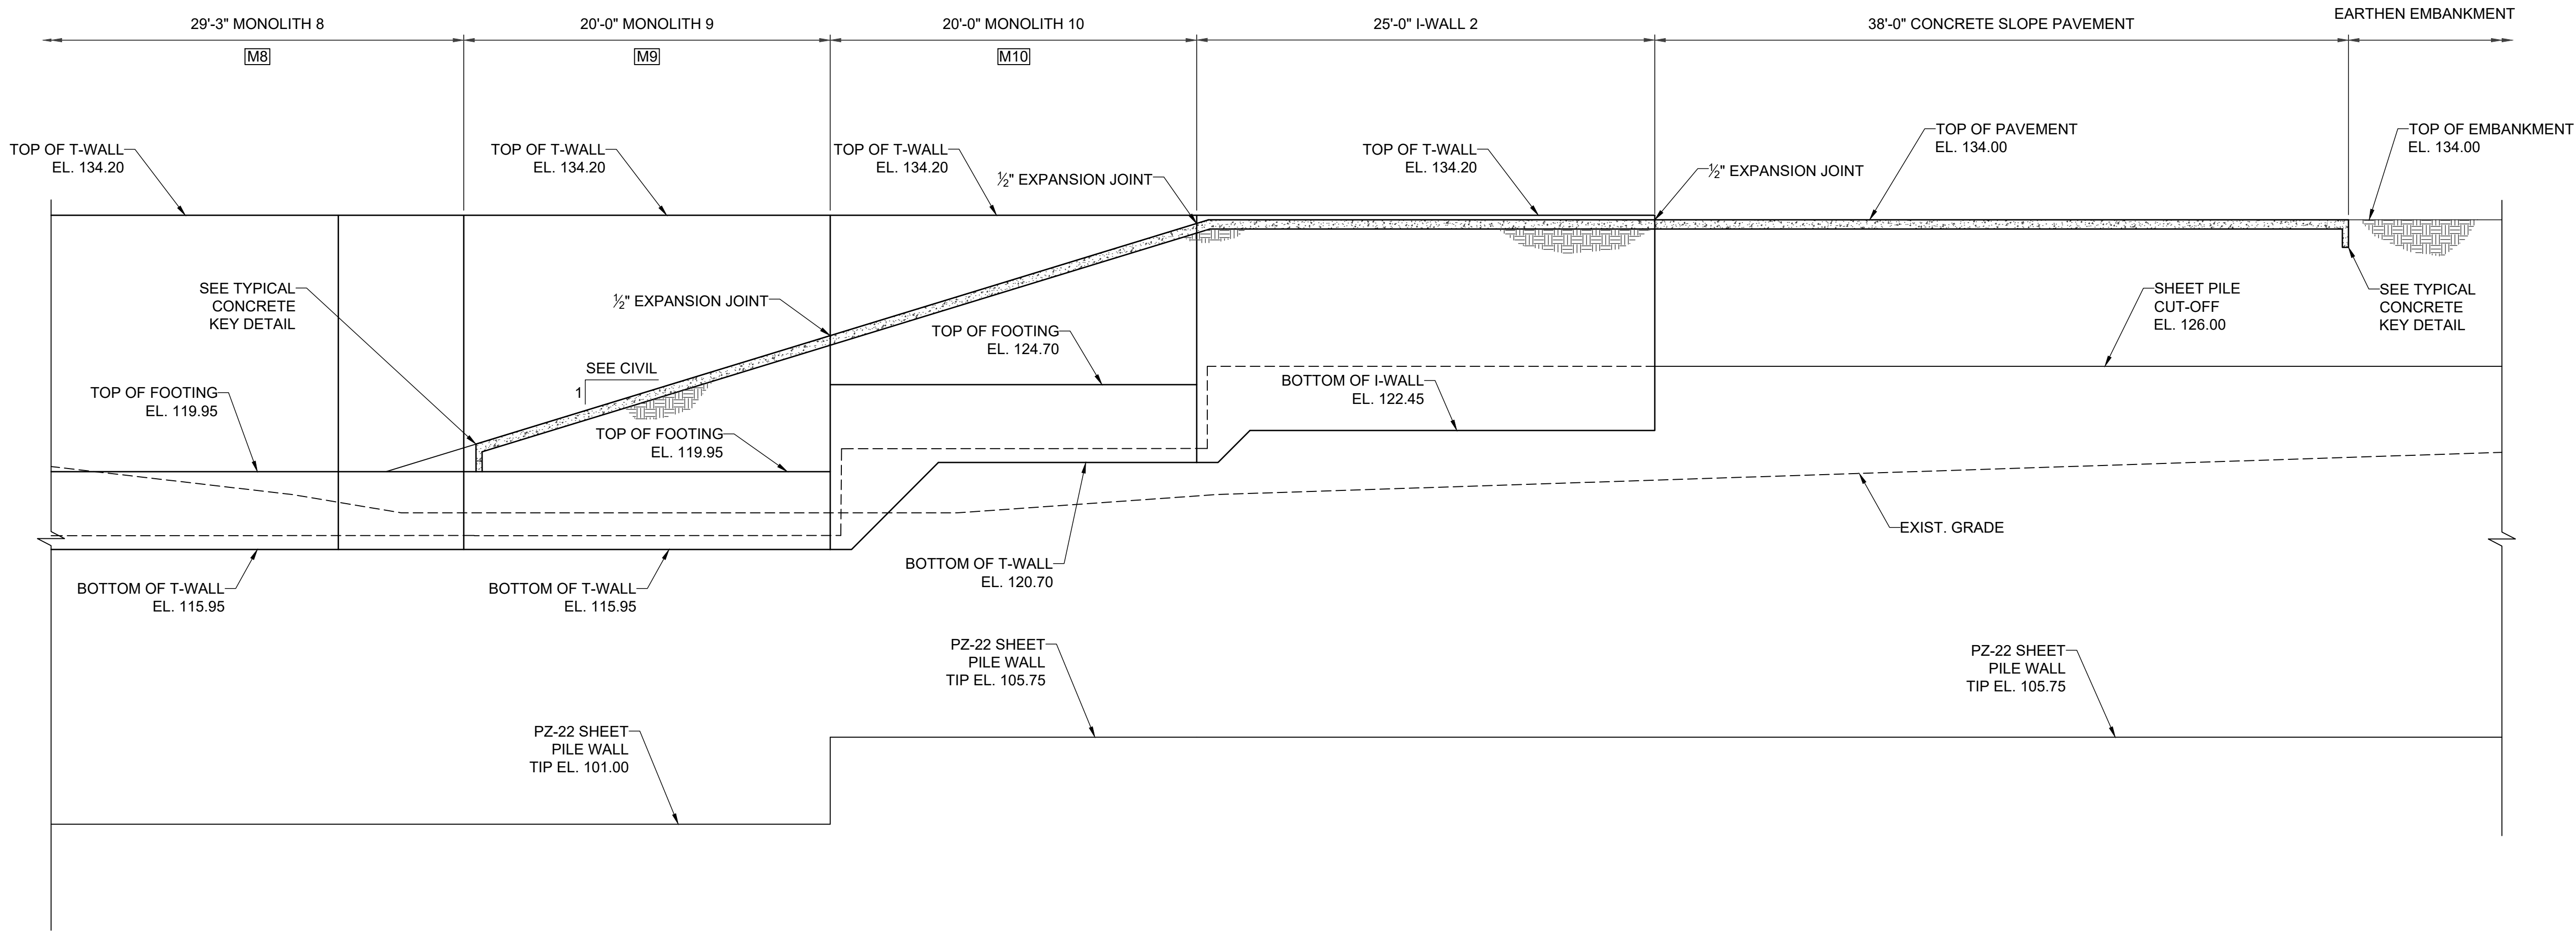 29'-3" MONOLITH 8
20'-0" MONOLITH 9
20'-0" MONOLITH 10
25'-0" I-WALL 2
38'-0" CONCRETE SLOPE PAVEMENT
EARTHEN EMBANKMENT
M8
M9
M10
TOP OF T-WALL
EL. 134.20
TOP OF T-WALL
EL. 134.20
TOP OF T-WALL
EL. 134.20
½" EXPANSION JOINT
TOP OF T-WALL
EL. 134.20
½" EXPANSION JOINT
TOP OF PAVEMENT
EL. 134.00
TOP OF EMBANKMENT
EL. 134.00
SEE TYPICAL
CONCRETE
KEY DETAIL
½" EXPANSION JOINT
TOP OF FOOTING
EL. 124.70
SHEET PILE
CUT-OFF
EL. 126.00
SEE TYPICAL
CONCRETE
KEY DETAIL
SEE CIVIL
1
TOP OF FOOTING
EL. 119.95
TOP OF FOOTING
EL. 119.95
BOTTOM OF I-WALL
EL. 122.45
EXIST. GRADE
BOTTOM OF T-WALL
EL. 115.95
BOTTOM OF T-WALL
EL. 115.95
BOTTOM OF T-WALL
EL. 120.70
PZ-22 SHEET
PILE WALL
TIP EL. 105.75
PZ-22 SHEET
PILE WALL
TIP EL. 105.75
PZ-22 SHEET
PILE WALL
TIP EL. 101.00